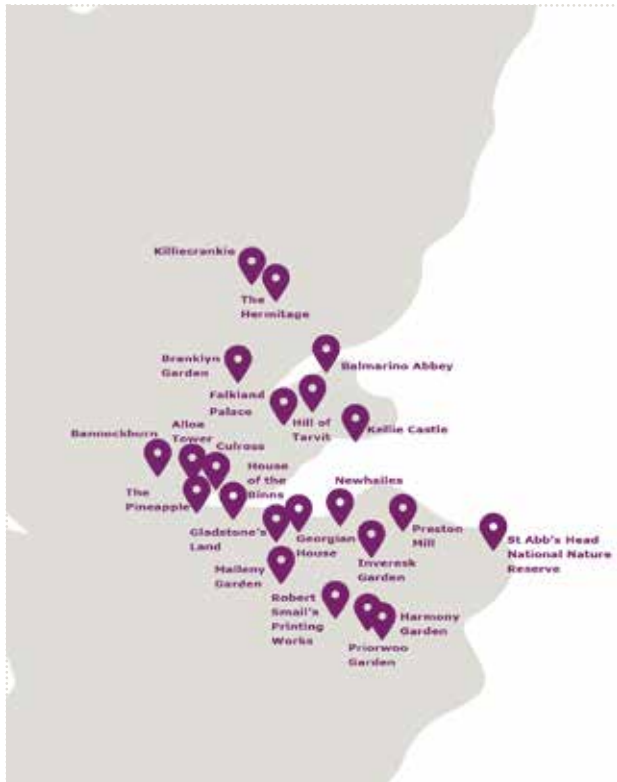 Killiecrankie
The
Hermitage
Branklyn
Garden
Balmarino Abbey
Falkland
Palace
Hill of
Tarvit
Kellie Castle
Bannockburn
Alloa
Tower
Culross
House
of the
Binns
The
Pineapple
Newhailes
Gladstone's
Land
Georgian
House
Preston
Mill
St Abb's Head
National Nature
Reserve
Malleny
Garden
Inveresk
Garden
Robert
Smail's
Printing
Works
Harmony
Garden
Priorwoo
Garden